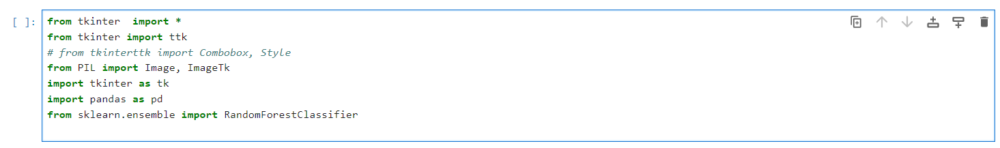 [ ]:
from tkinter  import *
from tkinter import ttk
# from tkinterttk import Combobox, Style
from PIL import Image, ImageTk
import tkinter as tk
import pandas as pd
from sklearn.ensemble import RandomForestClassifier